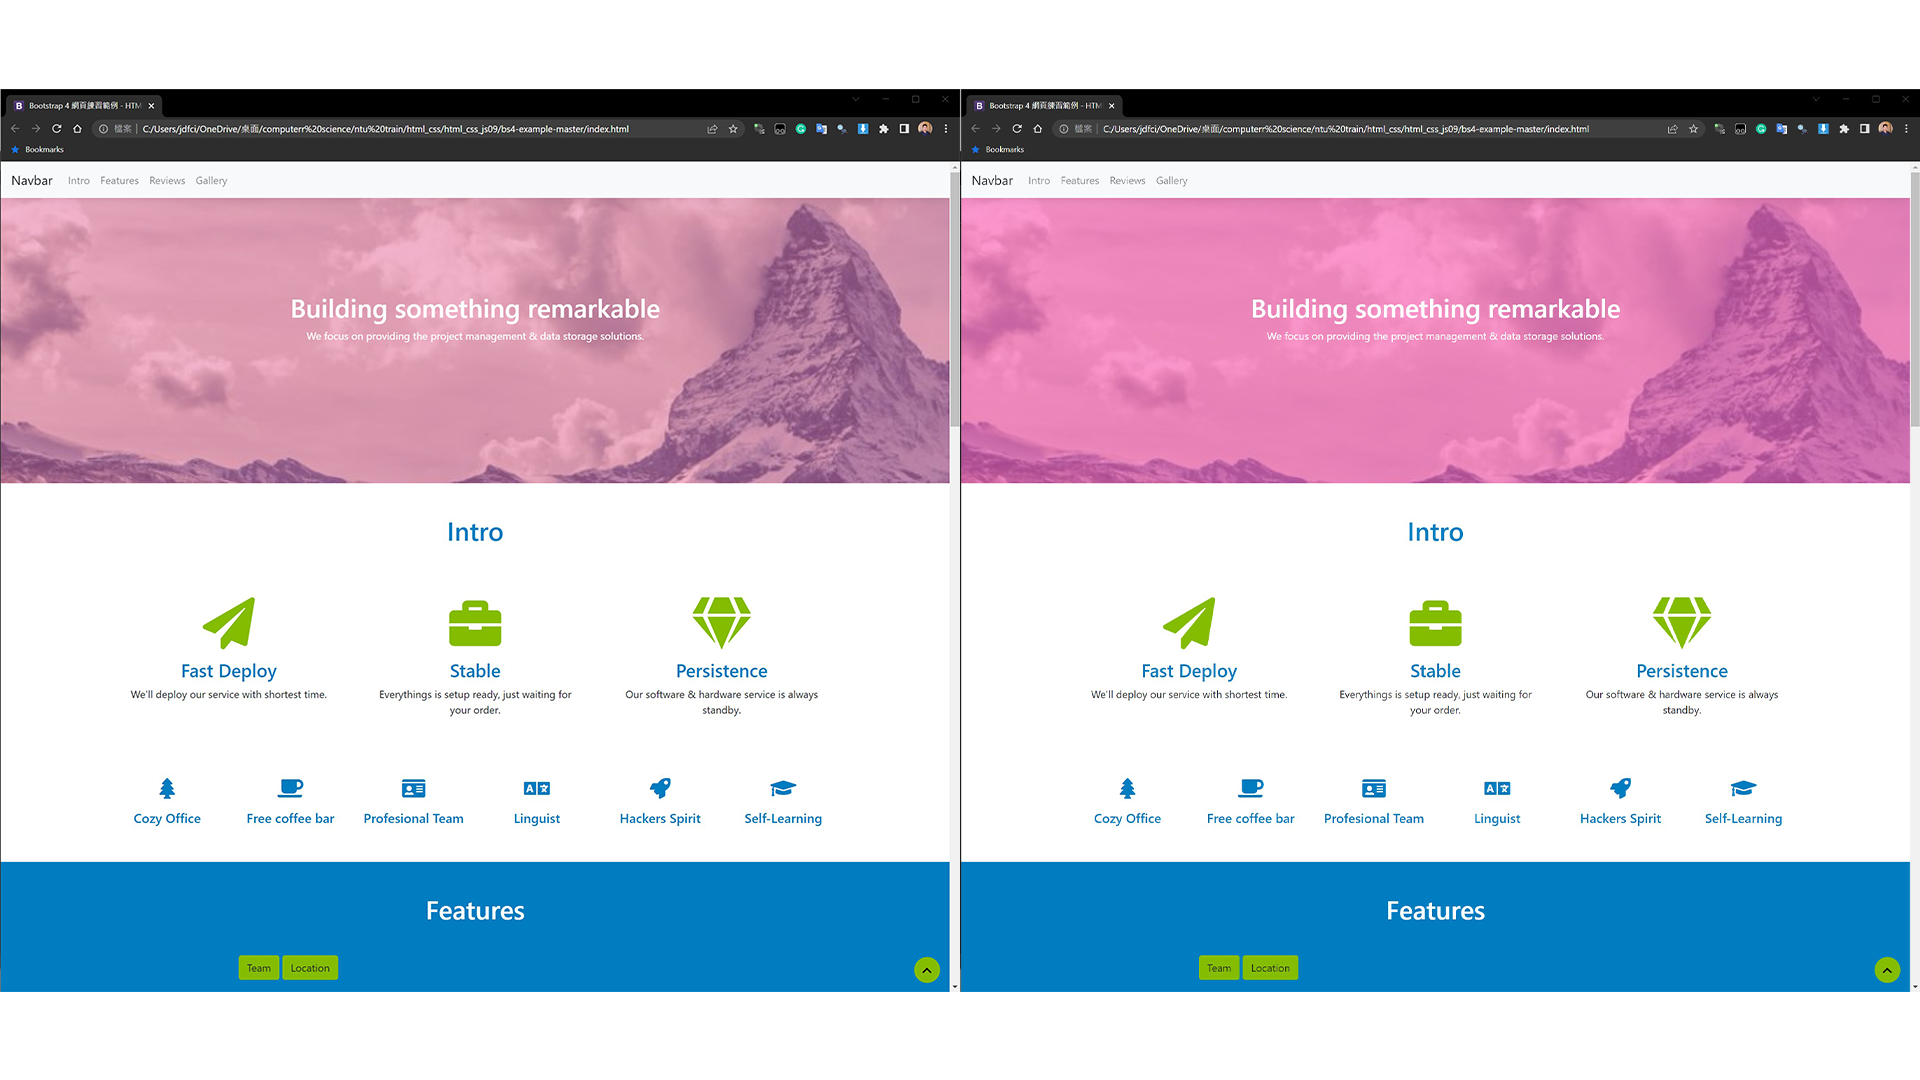 Bootstrap 4 網頁練習範例 - HTM
檔案 C:/Users/jdfci/OneDrive/桌面/computerr%20science/ntu%20train/html_css/html_css_js09/bs4-example-master/index.html
Bookmarks
Navbar Intro Features Reviews Gallery
Building something remarkable
We focus on providing the project management & data storage solutions.
Intro
Fast Deploy
We'll deploy our service with shortest time.
Stable
Everythings is setup ready, just waiting for
your order.
Persistence
Our software & hardware service is always
standby.
Cozy Office
Free coffee bar
Profesional Team
Linguist
Hackers Spirit
Self-Learning
Features
Team
Location
Bootstrap 4 網頁練習範例 - HTM
檔案 C:/Users/jdfci/OneDrive/桌面/computerr%20science/ntu%20train/html_css/html_css_js09/bs4-example-master/index.html
Bookmarks
Navbar Intro Features Reviews Gallery
Building something remarkable
We focus on providing the project management & data storage solutions.
Intro
Fast Deploy
We'll deploy our service with shortest time.
Stable
Everythings is setup ready, just waiting for
your order.
Persistence
Our software & hardware service is always
standby.
Cozy Office
Free coffee bar
Profesional Team
Linguist
Hackers Spirit
Self-Learning
Features
Team
Location